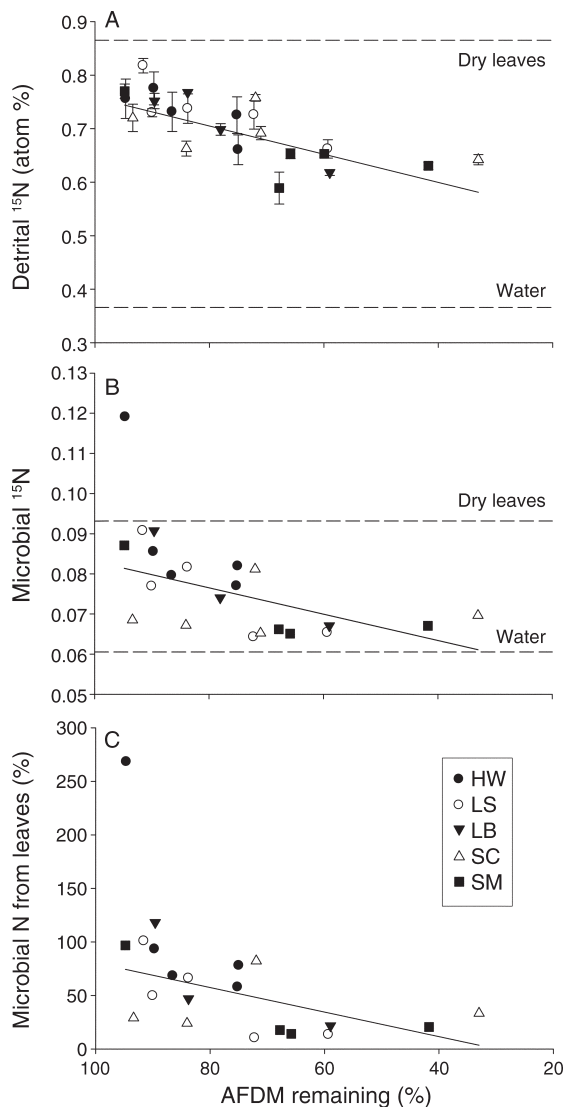 A
0.9
Dry leaves
0.8
0.7
0.6
0.5
Water
0.4
0.3
Detrital ¹⁵N (atom %)
B
0.13
0.12
0.11
0.10
Dry leaves
0.09
0.08
0.07
Water
0.06
0.05
Microbial ¹⁵N
C
300
250
200
150
100
50
0
Microbial N from leaves (%)
HW
LS
LB
SC
SM
100 80 60 40 20
AFDM remaining (%)